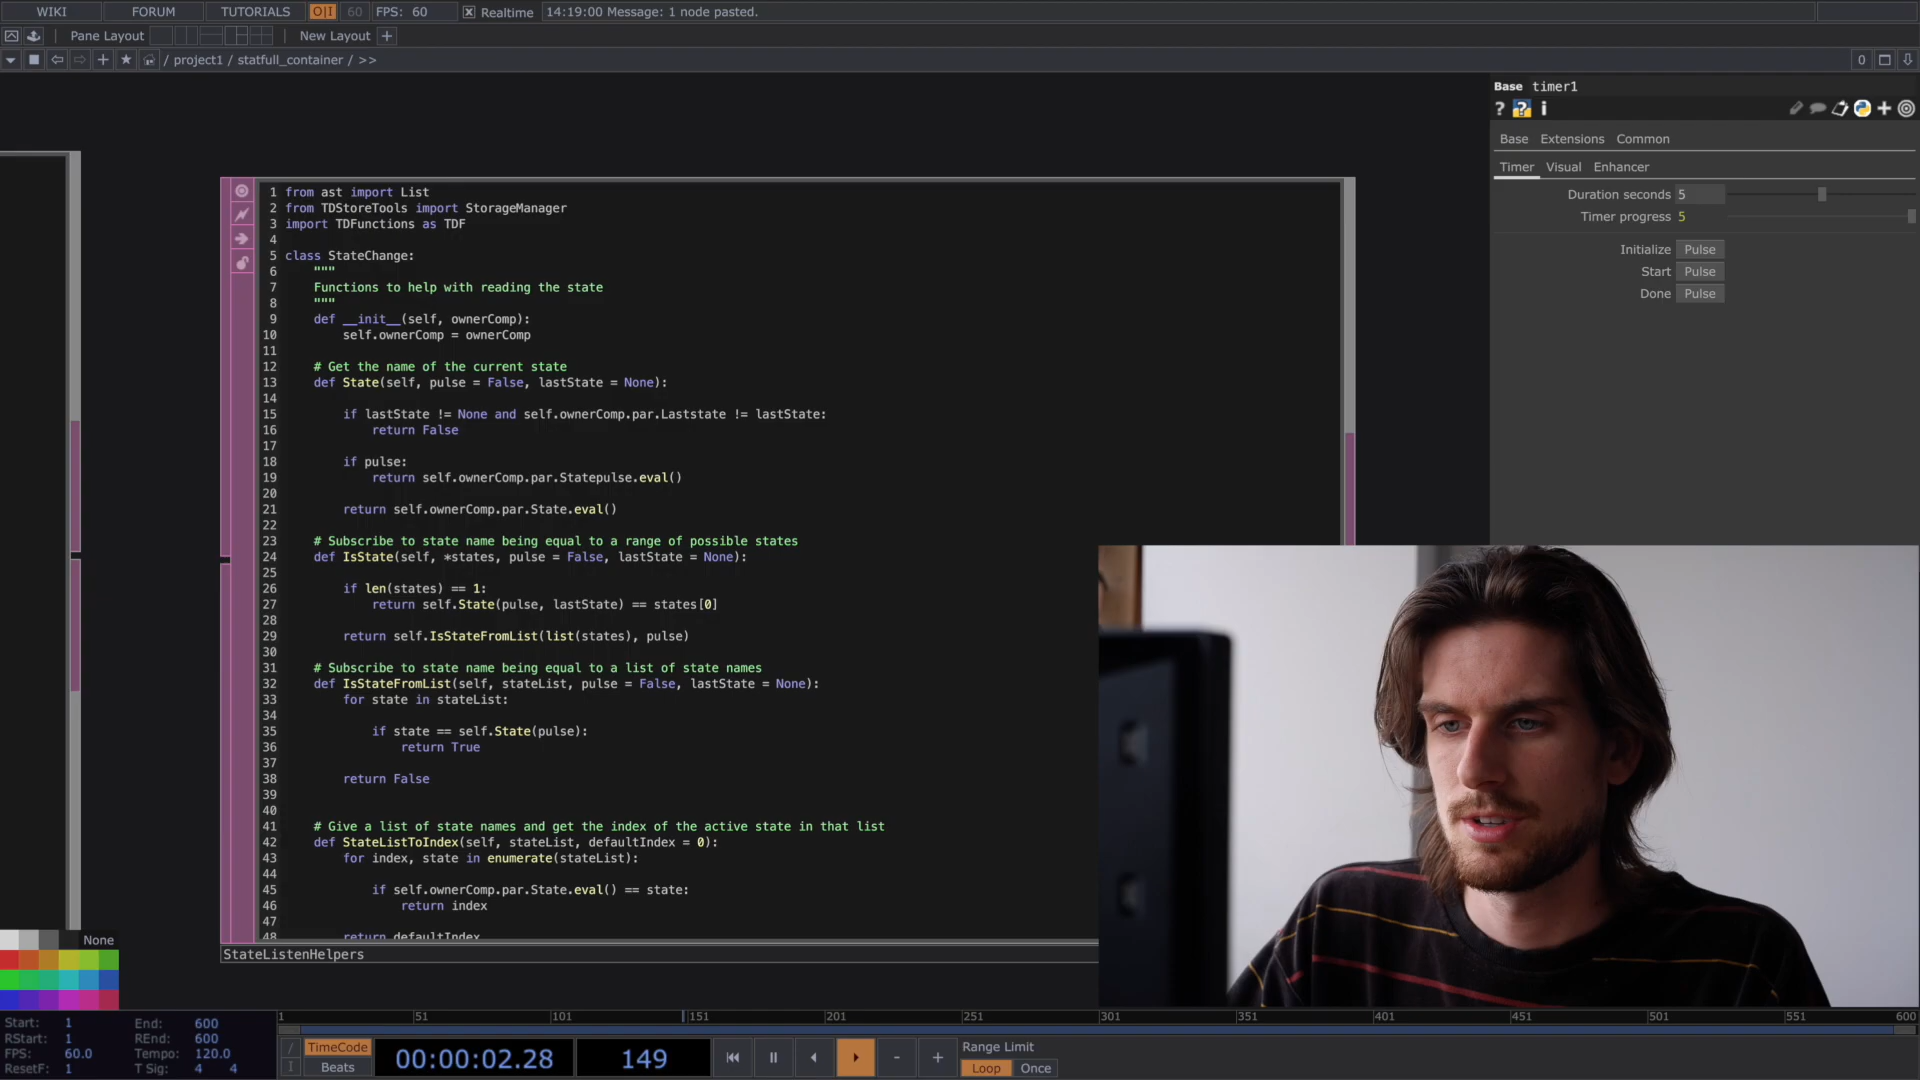 WIKI FORUM TUTORIALS O|I 60 FPS: 60 Realtime 14:19:00 Message: 1 node pasted.
Pane Layout New Layout +
/ project1 / statfull_container / >> 0
Base timer1
? ? i
Base Extensions Common
Timer Visual Enhancer
Duration seconds 5
Timer progress 5
Initialize Pulse
Start Pulse
Done Pulse
1 from ast import List
2 from TDStoreTools import StorageManager
3 import TDFunctions as TDF
4
5 class StateChange:
6 """
7 Functions to help with reading the state
8 """
9 def __init__(self, ownerComp):
10 self.ownerComp = ownerComp
11
12 # Get the name of the current state
13 def State(self, pulse = False, lastState = None):
14
15 if lastState != None and self.ownerComp.par.Laststate != lastState:
16 return False
17
18 if pulse:
19 return self.ownerComp.par.Statepulse.eval()
20
21 return self.ownerComp.par.State.eval()
22
23 # Subscribe to state name being equal to a range of possible states
24 def IsState(self, *states, pulse = False, lastState = None):
25
26 if len(states) == 1:
27 return self.State(pulse, lastState) == states[0]
28
29 return self.IsStateFromList(list(states), pulse)
30
31 # Subscribe to state name being equal to a list of state names
32 def IsStateFromList(self, stateList, pulse = False, lastState = None):
33 for state in stateList:
34
35 if state == self.State(pulse):
36 return True
37
38 return False
39
40
41 # Give a list of state names and get the index of the active state in that list
42 def StateListToIndex(self, stateList, defaultIndex = 0):
43 for index, state in enumerate(stateList):
44
45 if self.ownerComp.par.State.eval() == state:
46 return index
47
48 return defaultIndex
StateListenHelpers
None
1 51 101 151 201 251 301 351 401 451 501 551 600
Start: 1 End: 600
RStart: 1 REnd: 600
FPS: 60.0 Tempo: 120.0
ResetF: 1 T Sig: 4 4
TimeCode
Beats
00:00:02.28 149
- +
Range Limit
Loop Once